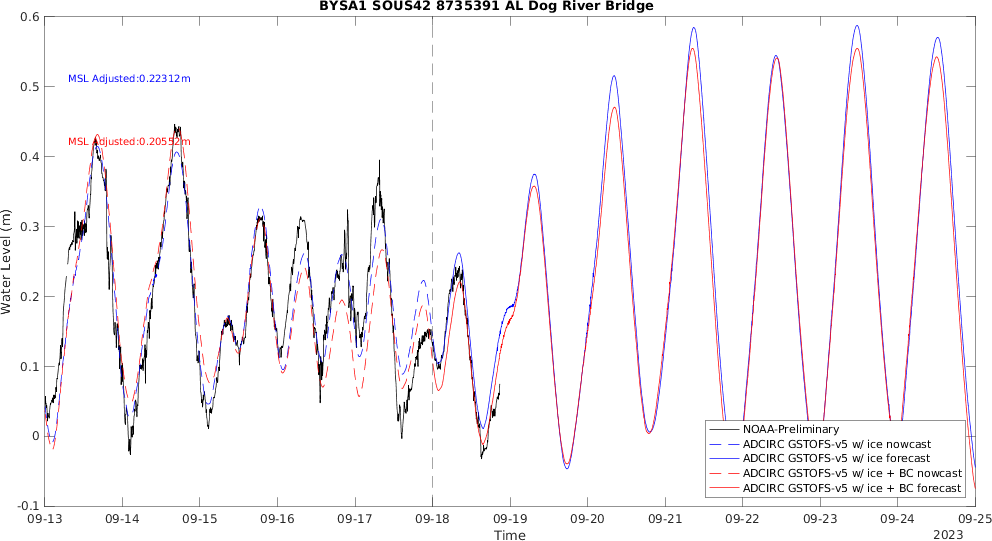 BYSA1 SOUS42 8735391 AL Dog River Bridge
0.6
0.5
0.4
0.3
0.2
0.1
0
-0.1
Water Level (m)
MSL Adjusted:0.22312m
MSL Adjusted:0.20552m
NOAA-Preliminary
ADCIRC GSTOFS-v5 w/ ice nowcast
ADCIRC GSTOFS-v5 w/ ice forecast
ADCIRC GSTOFS-v5 w/ ice + BC nowcast
ADCIRC GSTOFS-v5 w/ ice + BC forecast
09-13 09-14 09-15 09-16 09-17 09-18 09-19 09-20 09-21 09-22 09-23 09-24 09-25
Time
2023